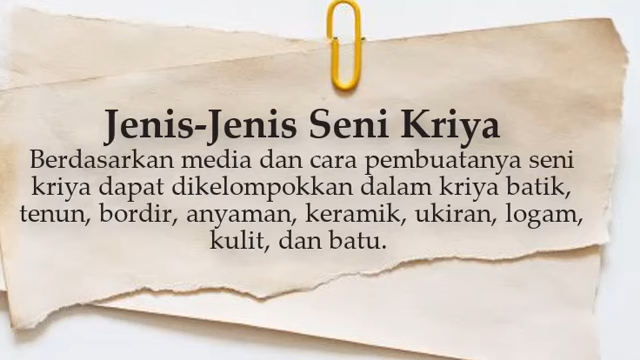 Jenis-Jenis Seni Kriya
Berdasarkan media dan cara pembuatanya seni
kriya dapat dikelompokkan dalam kriya batik,
tenun, bordir, anyaman, keramik, ukiran, logam,
kulit, dan batu.